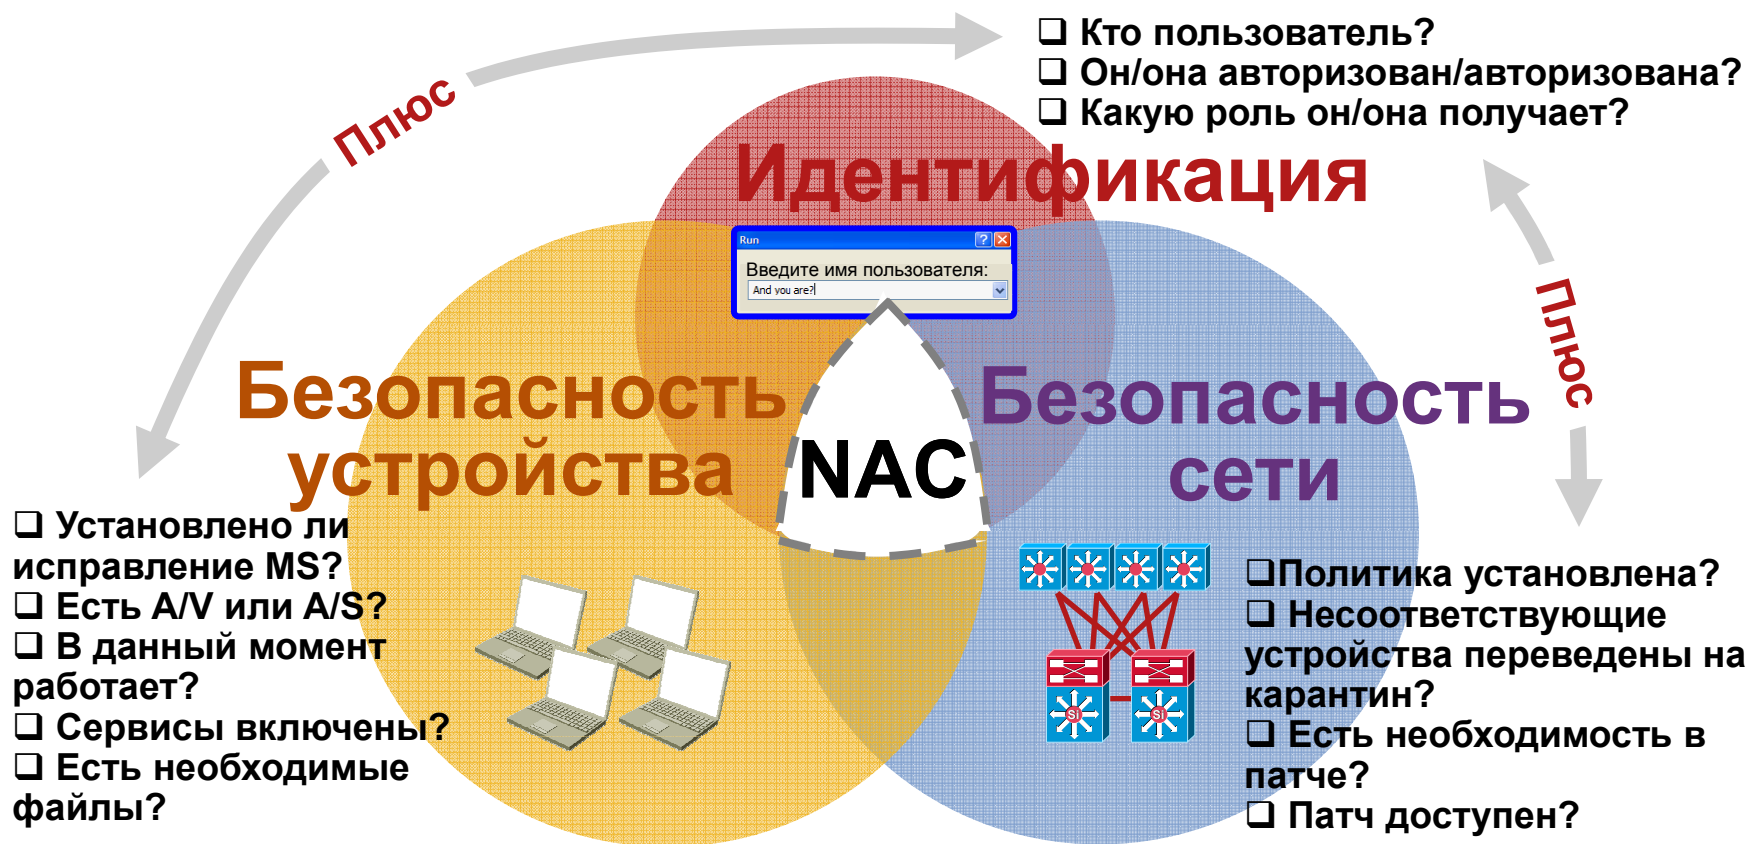 ❑ Кто пользователь?
❑ Он/она авторизован/авторизована?
❑ Какую роль он/она получает?
Плюс
Идентификация
Run
Введите имя пользователя:
And you are?
Плюс
Безопасность
устройства
NAC
Безопасность
сети
❑ Установлено ли
исправление MS?
❑ Есть A/V или A/S?
❑ В данный момент
работает?
❑ Сервисы включены?
❑ Есть необходимые
файлы?
SI
SI
❑Политика установлена?
❑ Несоответствующие
устройства переведены на
карантин?
❑ Есть необходимость в
патче?
❑ Патч доступен?